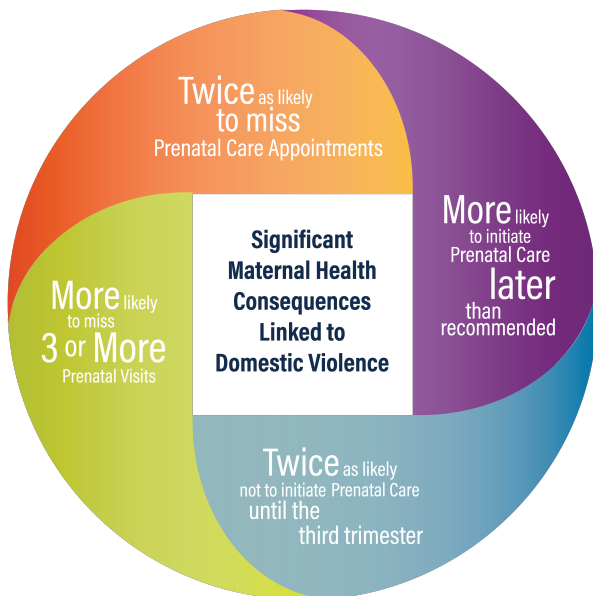 Twice as likely
to miss
Prenatal Care Appointments
More likely
to initiate
Prenatal Care
later
than
recommended
Significant
Maternal Health
Consequences
Linked to
Domestic Violence
More likely
to miss
3 or More
Prenatal Visits
Twice as likely
not to initiate Prenatal Care
until the
third trimester